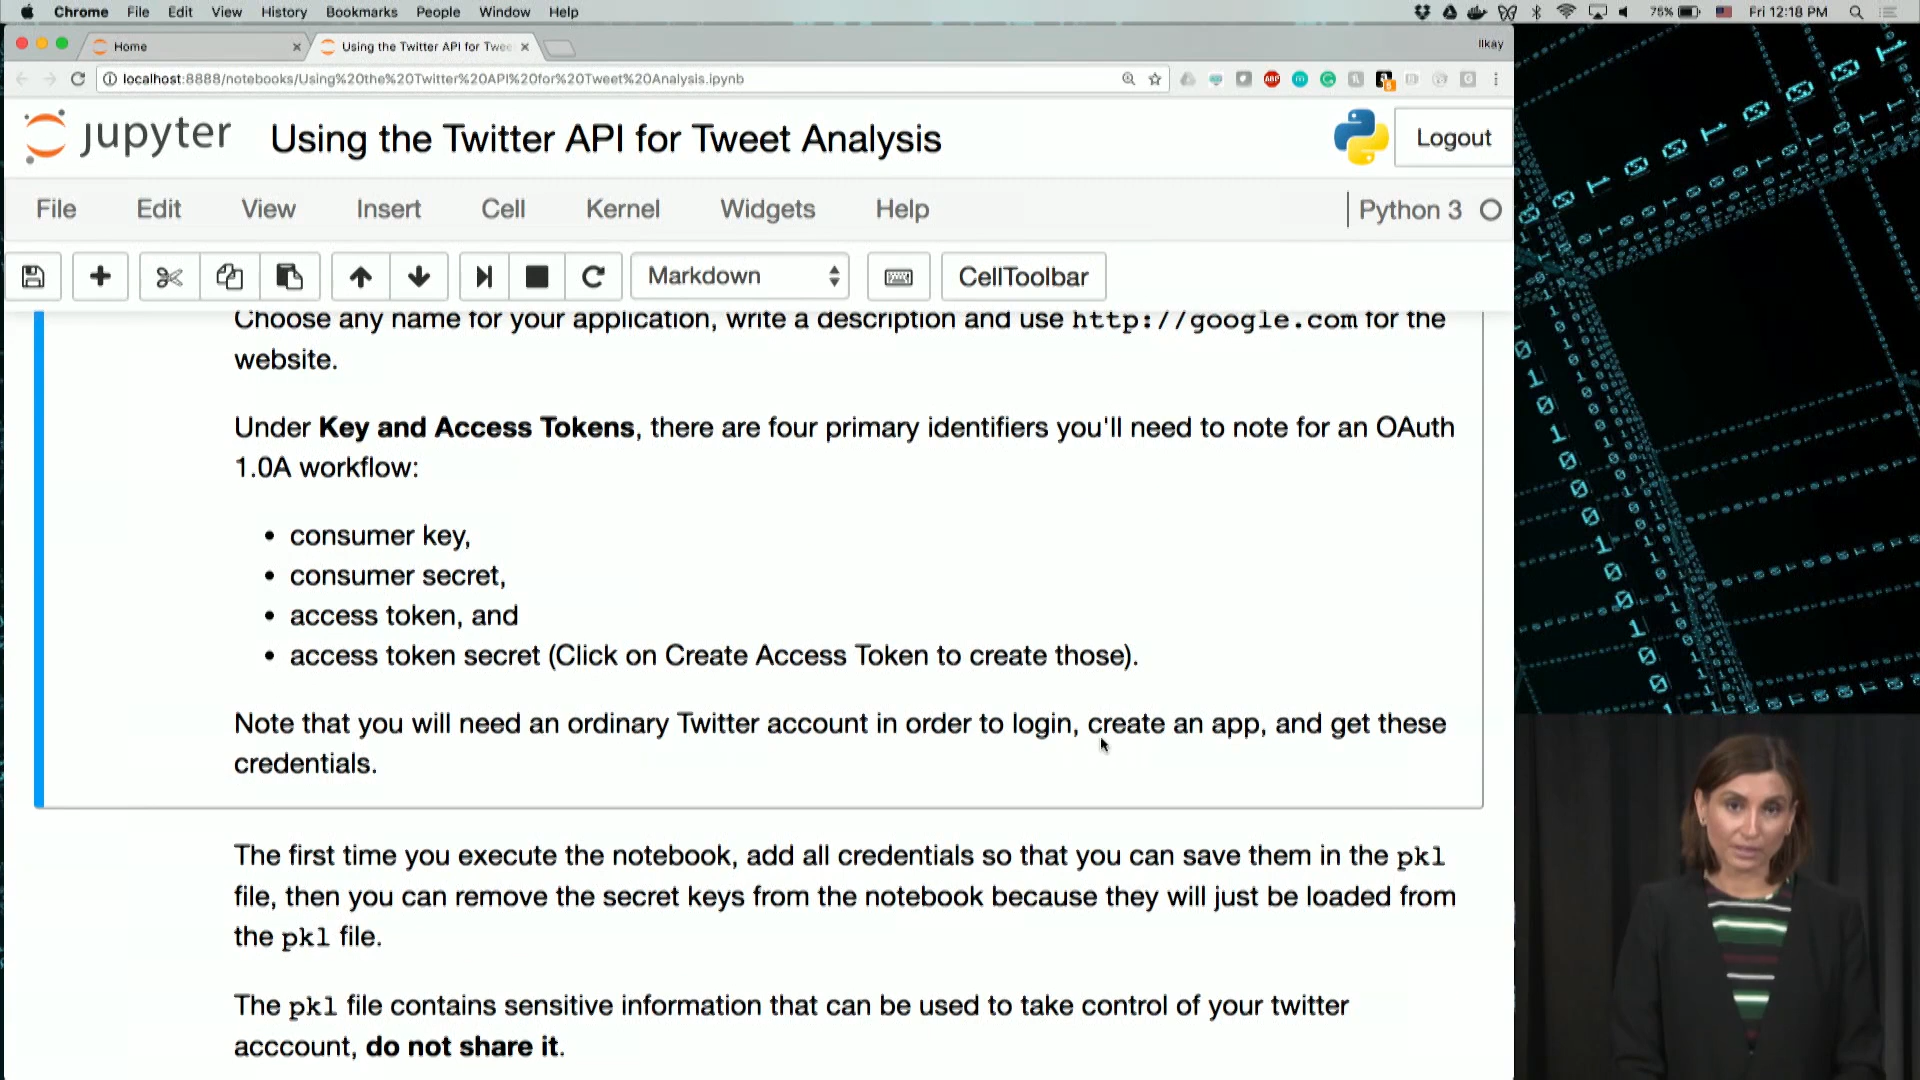 Chrome File Edit View History Bookmarks People Window Help 75% Fri 12:18 PM
Home Using the Twitter API for Twee Ilkay
localhost:8888/notebooks/Using%20the%20Twitter%20API%20for%20Tweet%20Analysis.ipynb ABP
jupyter Using the Twitter API for Tweet Analysis Logout
File Edit View Insert Cell Kernel Widgets Help Python 3
Markdown CellToolbar
Choose any name for your application, write a description and use http://google.com for the
website.
Under Key and Access Tokens, there are four primary identifiers you'll need to note for an OAuth
1.0A workflow:
• consumer key,
• consumer secret,
• access token, and
• access token secret (Click on Create Access Token to create those).
Note that you will need an ordinary Twitter account in order to login, create an app, and get these
credentials.
The first time you execute the notebook, add all credentials so that you can save them in the pkl
file, then you can remove the secret keys from the notebook because they will just be loaded from
the pkl file.
The pkl file contains sensitive information that can be used to take control of your twitter
acccount, do not share it.